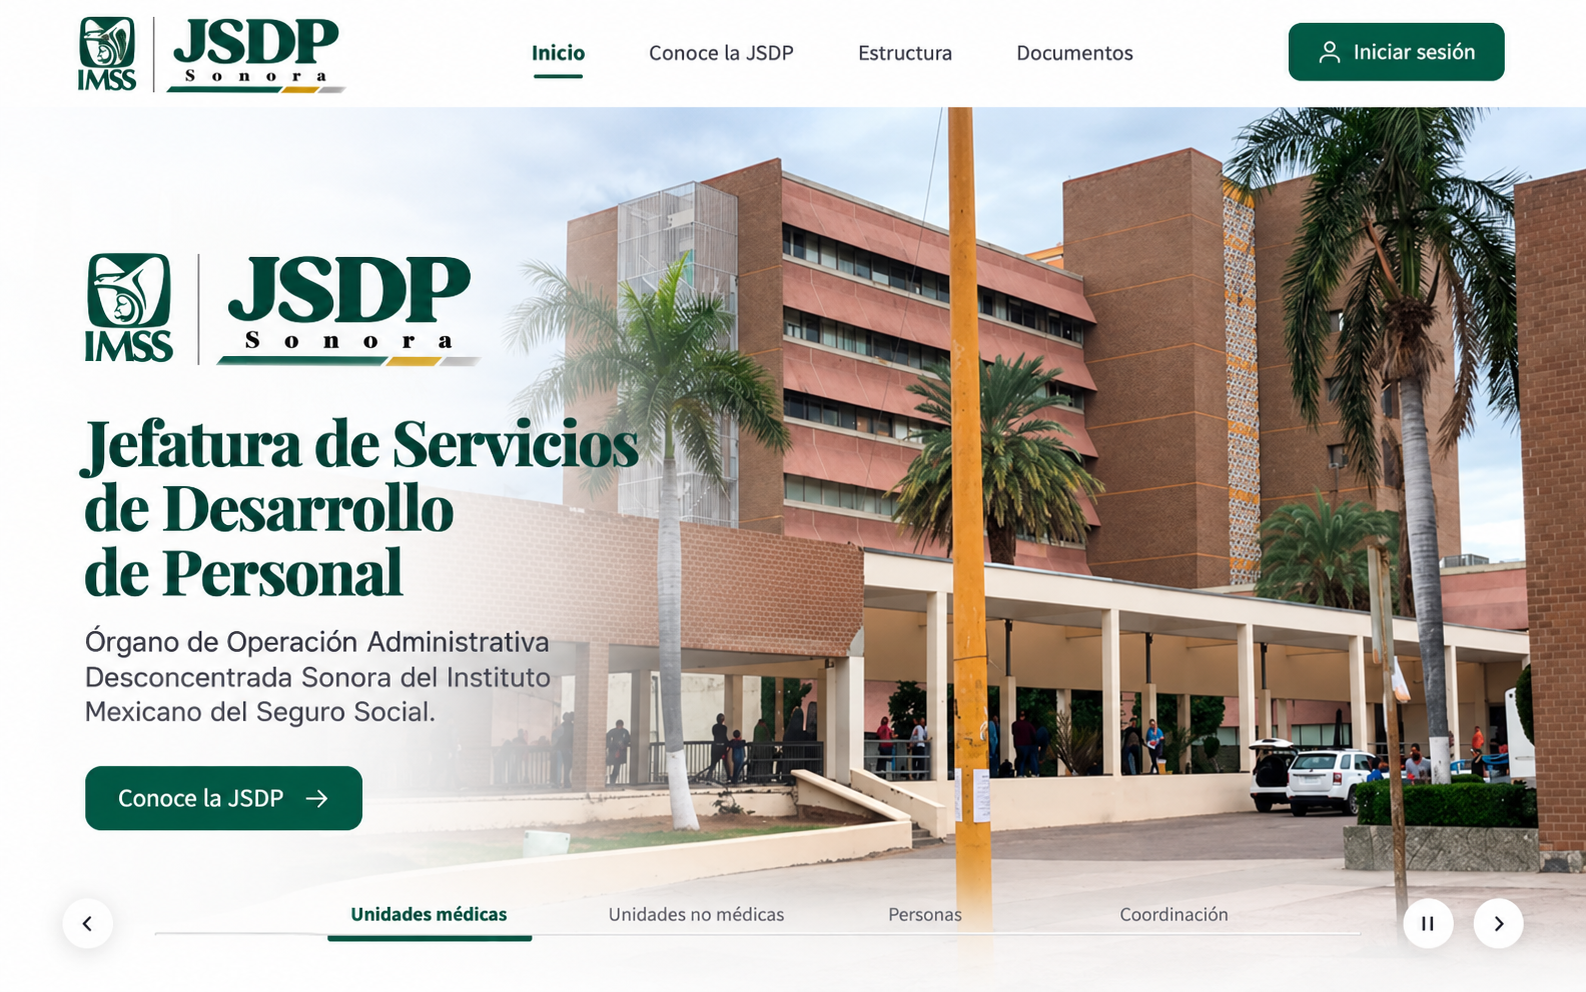 IMSS
JSDP
Sonora
Inicio
Conoce la JSDP
Estructura
Documentos
Iniciar sesión
IMSS
JSDP
Sonora
Jefatura de Servicios
de Desarrollo
de Personal
Órgano de Operación Administrativa
Desconcentrada Sonora del Instituto
Mexicano del Seguro Social.
Conoce la JSDP
Unidades médicas
Unidades no médicas
Personas
Coordinación